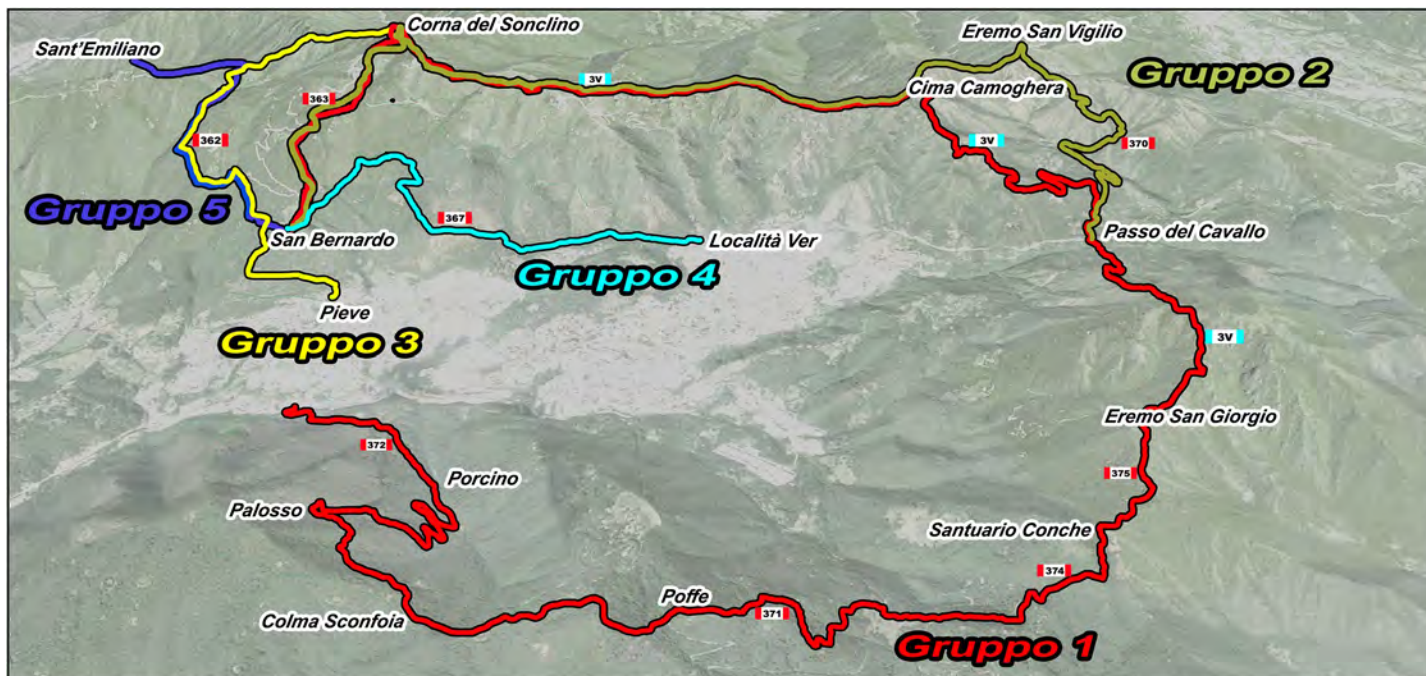 Corna del Sonclino
Sant'Emiliano
Eremo San Vigilio
Gruppo 2
3V
Cima Camoghera
363
362
3V
370
Gruppo 5
367
San Bernardo
Località Ver
Passo del Cavallo
Gruppo 4
Pieve
Gruppo 3
3V
Eremo San Giorgio
372
Porcino
375
Palosso
Santuario Conche
374
Poffe
371
Colma Sconfoia
Gruppo 1